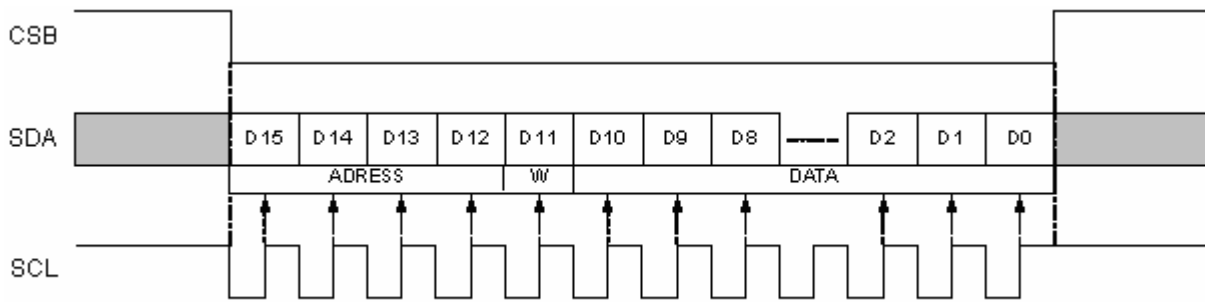 CSB
SDA D15 D14 D13 D12 D11 D10 D9 D8 D2 D1 D0
ADRESS W DATA
SCL